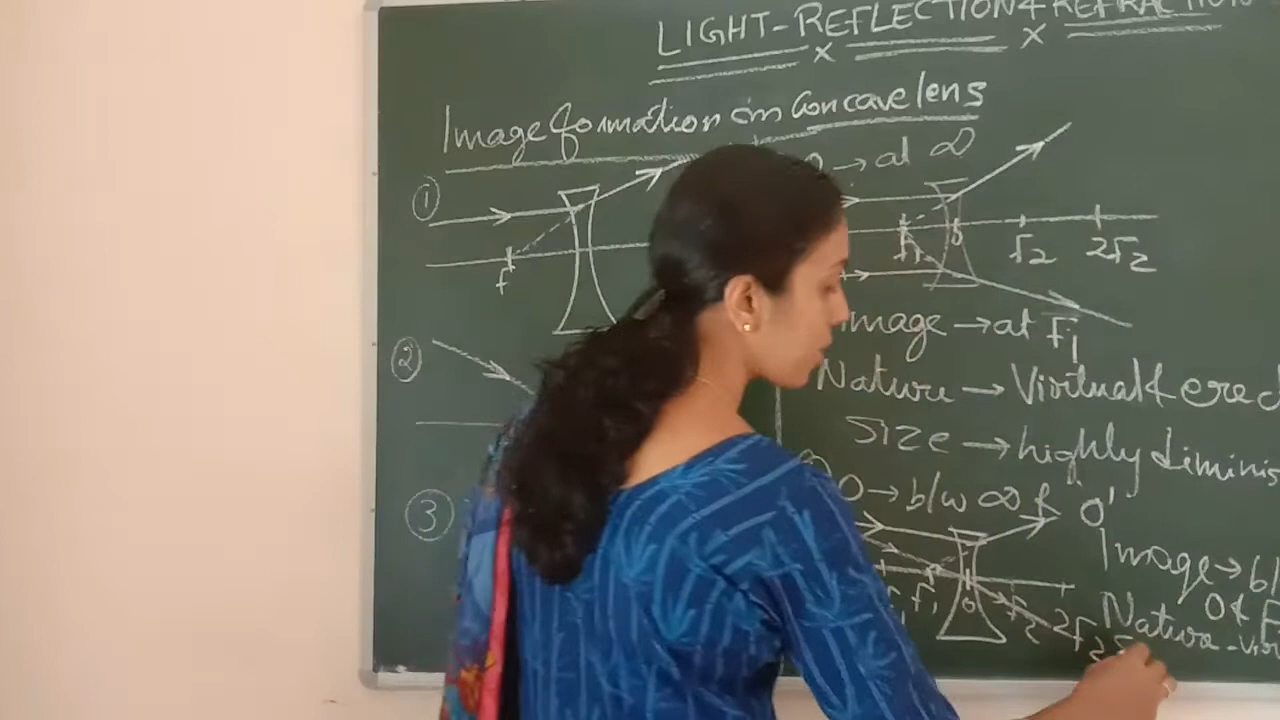 LIGHT-REFLECTION & REFRACTION
Image formation in Concave lens
①
F
②
③
→ at ∞
F1
O
F2
2F2
Image → at F1
Nature → Virtual & erec
Size → highly diminis
O → b/w ∞ & O'
F1
O
F2
2F2
Image → b/
O & F
Nature - Vir